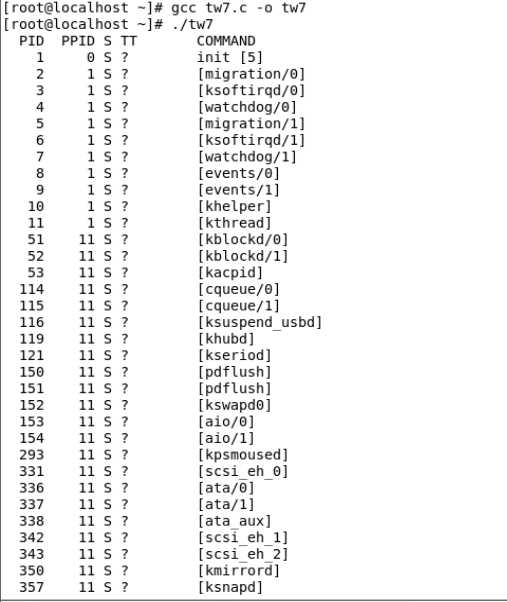 [root@localhost ~]# gcc tw7.c -o tw7
[root@localhost ~]# ./tw7
  PID  PPID S TT       COMMAND
    1     0 S ?        init [5]
    2     1 S ?        [migration/0]
    3     1 S ?        [ksoftirqd/0]
    4     1 S ?        [watchdog/0]
    5     1 S ?        [migration/1]
    6     1 S ?        [ksoftirqd/1]
    7     1 S ?        [watchdog/1]
    8     1 S ?        [events/0]
    9     1 S ?        [events/1]
   10     1 S ?        [khelper]
   11     1 S ?        [kthread]
   51    11 S ?        [kblockd/0]
   52    11 S ?        [kblockd/1]
   53    11 S ?        [kacpid]
  114    11 S ?        [cqueue/0]
  115    11 S ?        [cqueue/1]
  116    11 S ?        [ksuspend_usbd]
  119    11 S ?        [khubd]
  121    11 S ?        [kseriod]
  150    11 S ?        [pdflush]
  151    11 S ?        [pdflush]
  152    11 S ?        [kswapd0]
  153    11 S ?        [aio/0]
  154    11 S ?        [aio/1]
  293    11 S ?        [kpsmoused]
  331    11 S ?        [scsi_eh_0]
  336    11 S ?        [ata/0]
  337    11 S ?        [ata/1]
  338    11 S ?        [ata_aux]
  342    11 S ?        [scsi_eh_1]
  343    11 S ?        [scsi_eh_2]
  350    11 S ?        [kmirrord]
  357    11 S ?        [ksnapd]